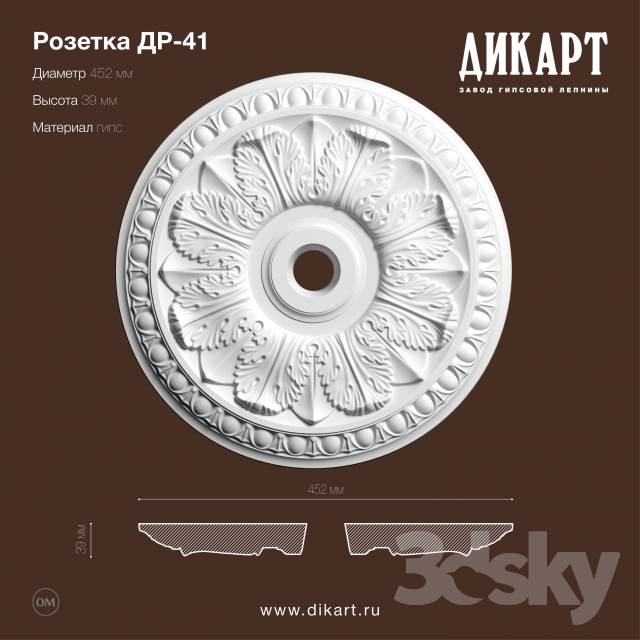 Розетка ДР-41
Диаметр 452 мм
Высота 39 мм
Материал гипс
ДИКАРТ
ЗАВОД ГИПСОВОЙ ЛЕПНИНЫ
452 мм
39 мм
3dsky
ОМ
www.dikart.ru